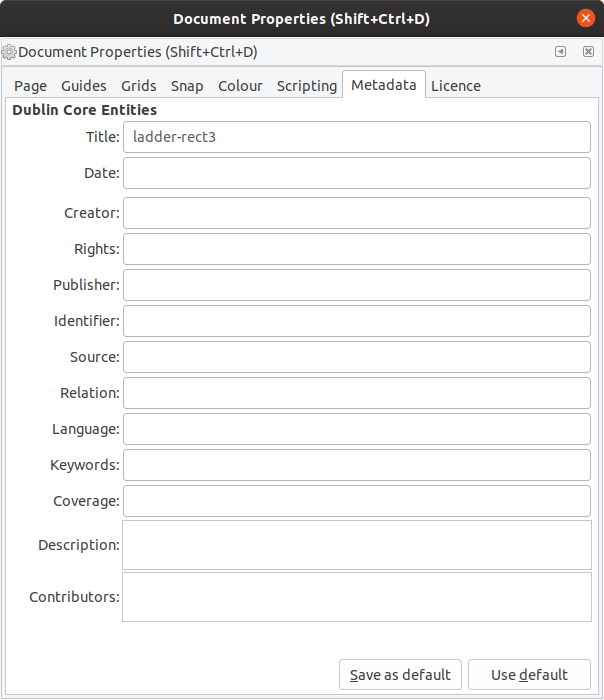 Document Properties (Shift+Ctrl+D)
Document Properties (Shift+Ctrl+D)
Page Guides Grids Snap Colour Scripting Metadata Licence
Dublin Core Entities
Title: ladder-rect3
Date:
Creator:
Rights:
Publisher:
Identifier:
Source:
Relation:
Language:
Keywords:
Coverage:
Description:
Contributors:
Save as default Use default